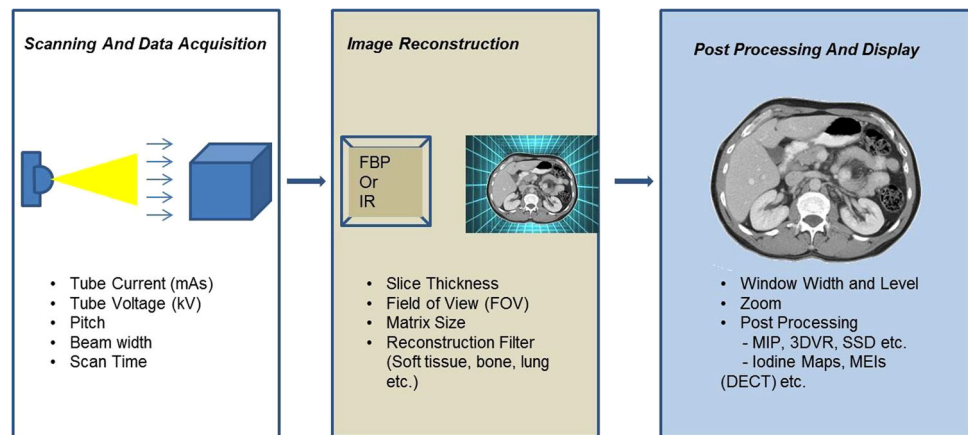 Scanning And Data Acquisition
• Tube Current (mAs)
• Tube Voltage (kV)
• Pitch
• Beam width
• Scan Time
Image Reconstruction
FBP
Or
IR
• Slice Thickness
• Field of View (FOV)
• Matrix Size
• Reconstruction Filter
(Soft tissue, bone, lung
etc.)
Post Processing And Display
• Window Width and Level
• Zoom
• Post Processing
- MIP, 3DVR, SSD etc.
- Iodine Maps, MEIs
(DECT) etc.